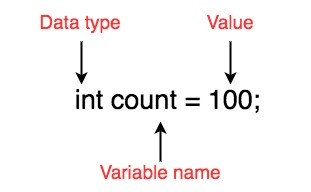 Data type Value
int count = 100;
Variable name